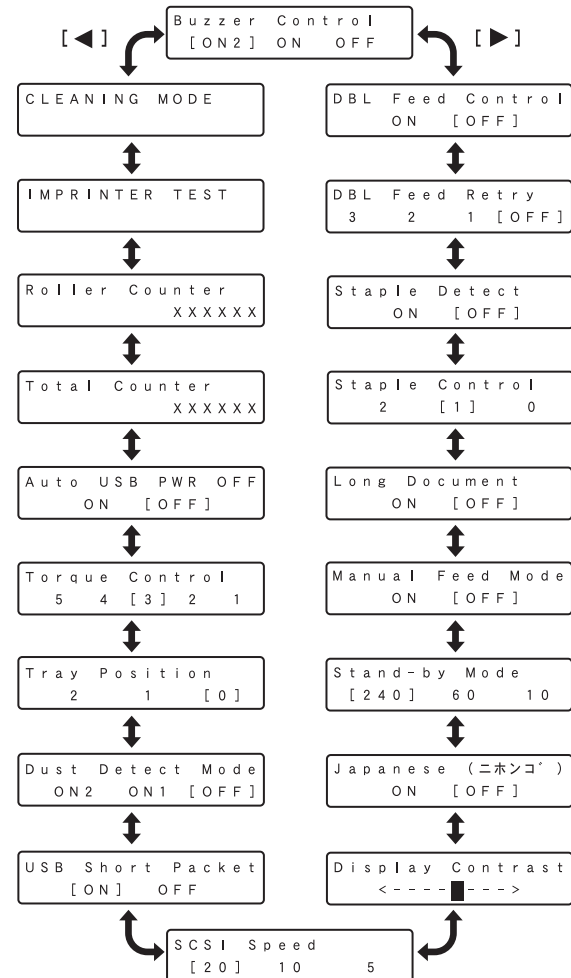 Buzzer Control
[ON2] ON OFF
[◀]
[▶]
CLEANING MODE
IMPRINTER TEST
Roller Counter
XXXXXX
Total Counter
XXXXXX
Auto USB PWR OFF
ON [OFF]
Torque Control
5 4 [3] 2 1
Tray Position
2 1 [0]
Dust Detect Mode
ON2 ON1 [OFF]
USB Short Packet
[ON] OFF
DBL Feed Control
ON [OFF]
DBL Feed Retry
3 2 1 [OFF]
Staple Detect
ON [OFF]
Staple Control
2 [1] 0
Long Document
ON [OFF]
Manual Feed Mode
ON [OFF]
Stand-by Mode
[240] 60 10
Japanese (ニホンゴ)
ON [OFF]
Display Contrast
<----█--->
SCSI Speed
[20] 10 5